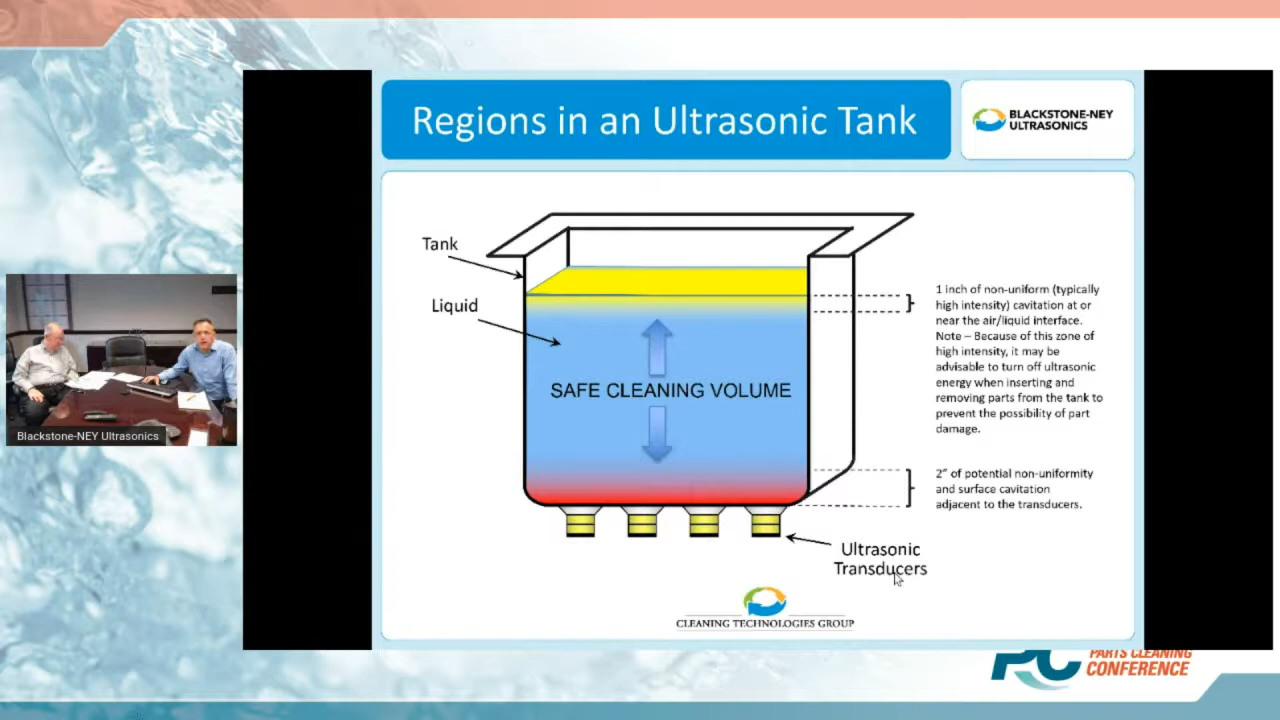 Regions in an Ultrasonic Tank
BLACKSTONE-NEY
ULTRASONICS
Tank
Liquid
SAFE CLEANING VOLUME
1 inch of non-uniform (typically
high intensity) cavitation at or
near the air/liquid interface.
Note – Because of this zone of
high intensity, it may be
advisable to turn off ultrasonic
energy when inserting and
removing parts from the tank to
prevent the possibility of part
damage.
2" of potential non-uniformity
and surface cavitation
adjacent to the transducers.
Ultrasonic
Transducers
CLEANING TECHNOLOGIES GROUP
Blackstone-NEY Ultrasonics
PARTS CLEANING
CONFERENCE